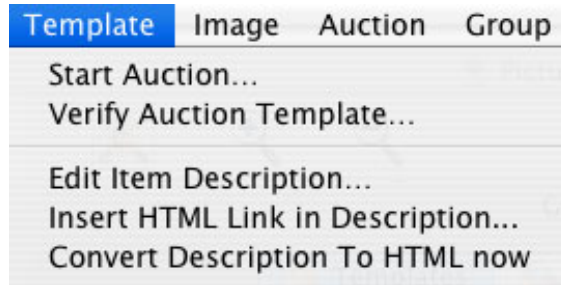 Template Image Auction Group
Start Auction...
Verify Auction Template...
Edit Item Description...
Insert HTML Link in Description...
Convert Description To HTML now
Templates